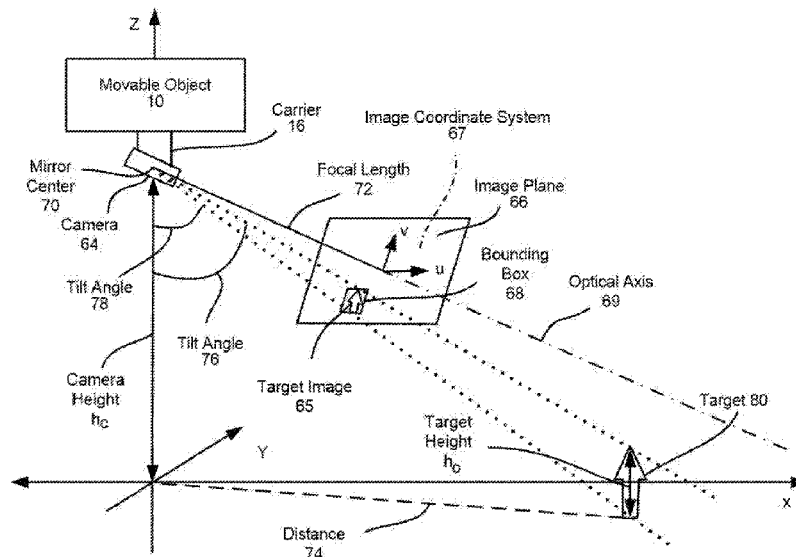 Z
Movable Object
10
Carrier
16
Image Coordinate System
67
Mirror
Center
70
Focal Length
72
Image Plane
66
Camera
64
v
u
Bounding
Box
68
Optical Axis
69
Tilt Angle
78
Tilt Angle
76
Camera
Height
hc
Target Image
65
Target
Height
ho
Target 80
Y
x
Distance
74